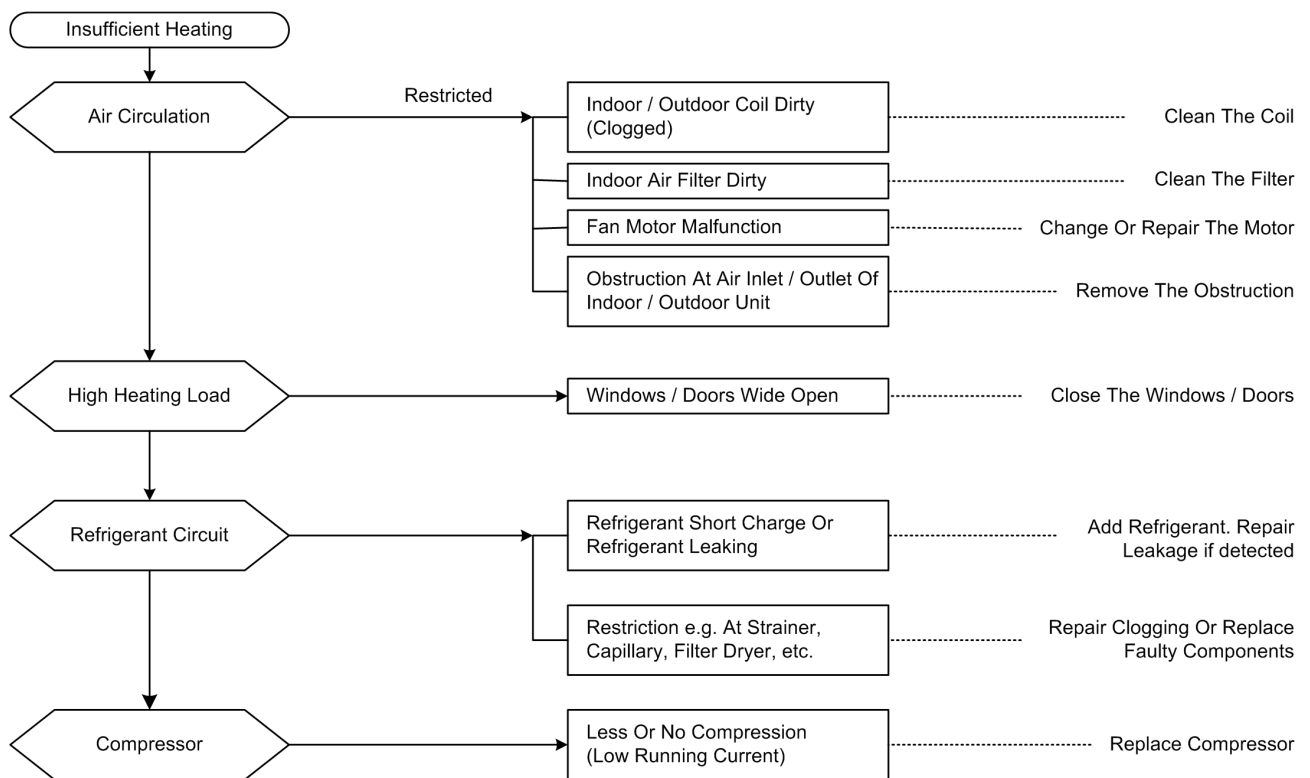 Insufficient Heating
Air Circulation
Restricted
Indoor / Outdoor Coil Dirty
(Clogged)
Clean The Coil
Indoor Air Filter Dirty
Clean The Filter
Fan Motor Malfunction
Change Or Repair The Motor
Obstruction At Air Inlet / Outlet Of
Indoor / Outdoor Unit
Remove The Obstruction
High Heating Load
Windows / Doors Wide Open
Close The Windows / Doors
Refrigerant Circuit
Refrigerant Short Charge Or
Refrigerant Leaking
Add Refrigerant. Repair
Leakage if detected
Restriction e.g. At Strainer,
Capillary, Filter Dryer, etc.
Repair Clogging Or Replace
Faulty Components
Compressor
Less Or No Compression
(Low Running Current)
Replace Compressor